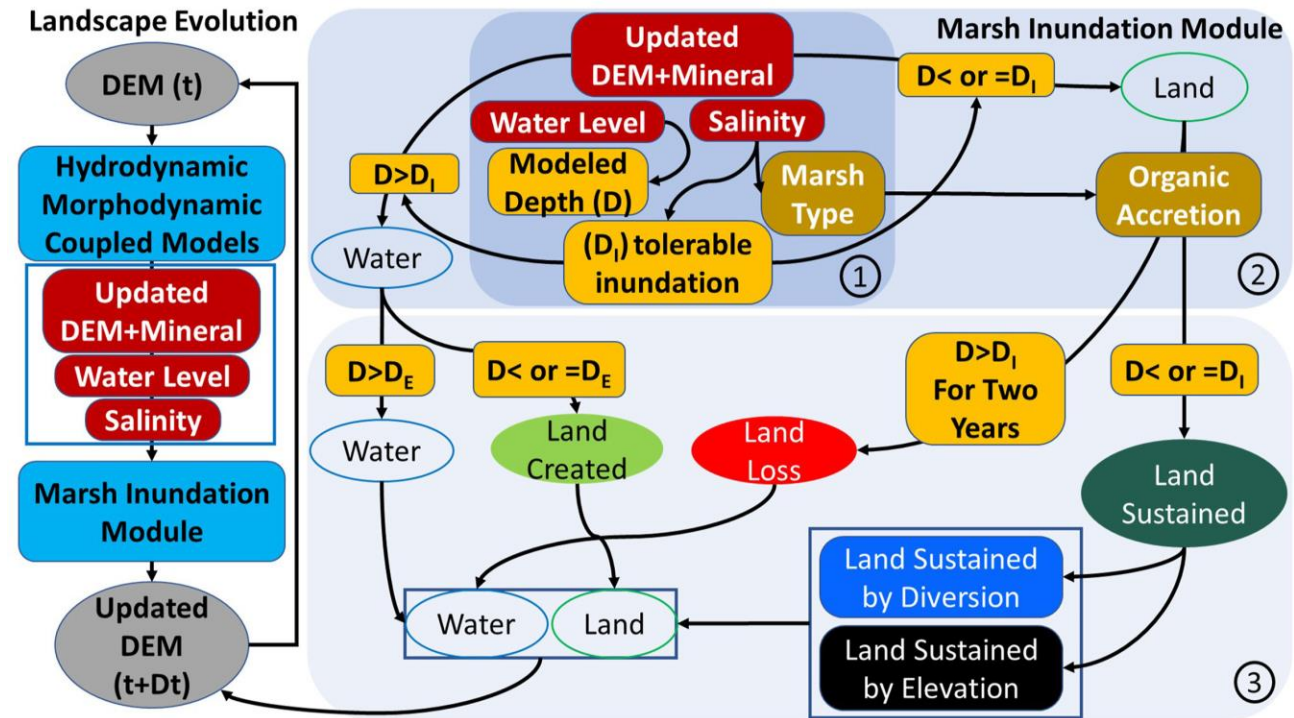 Landscape Evolution
DEM (t)
Hydrodynamic
Morphodynamic
Coupled Models
Updated
DEM+Mineral
Water Level
Salinity
Marsh Inundation
Module
Updated
DEM
(t+Dt)
Marsh Inundation Module
Updated
DEM+Mineral
Water Level
Salinity
Modeled
Depth (D)
Marsh
Type
(DI) tolerable
inundation
1
D>DI
Water
D< or =DI
Land
Organic
Accretion
2
D>DE
D< or =DE
D>DI
For Two
Years
D< or =DI
Water
Land
Created
Land
Loss
Land
Sustained
Land Sustained
by Diversion
Land Sustained
by Elevation
Water
Land
3